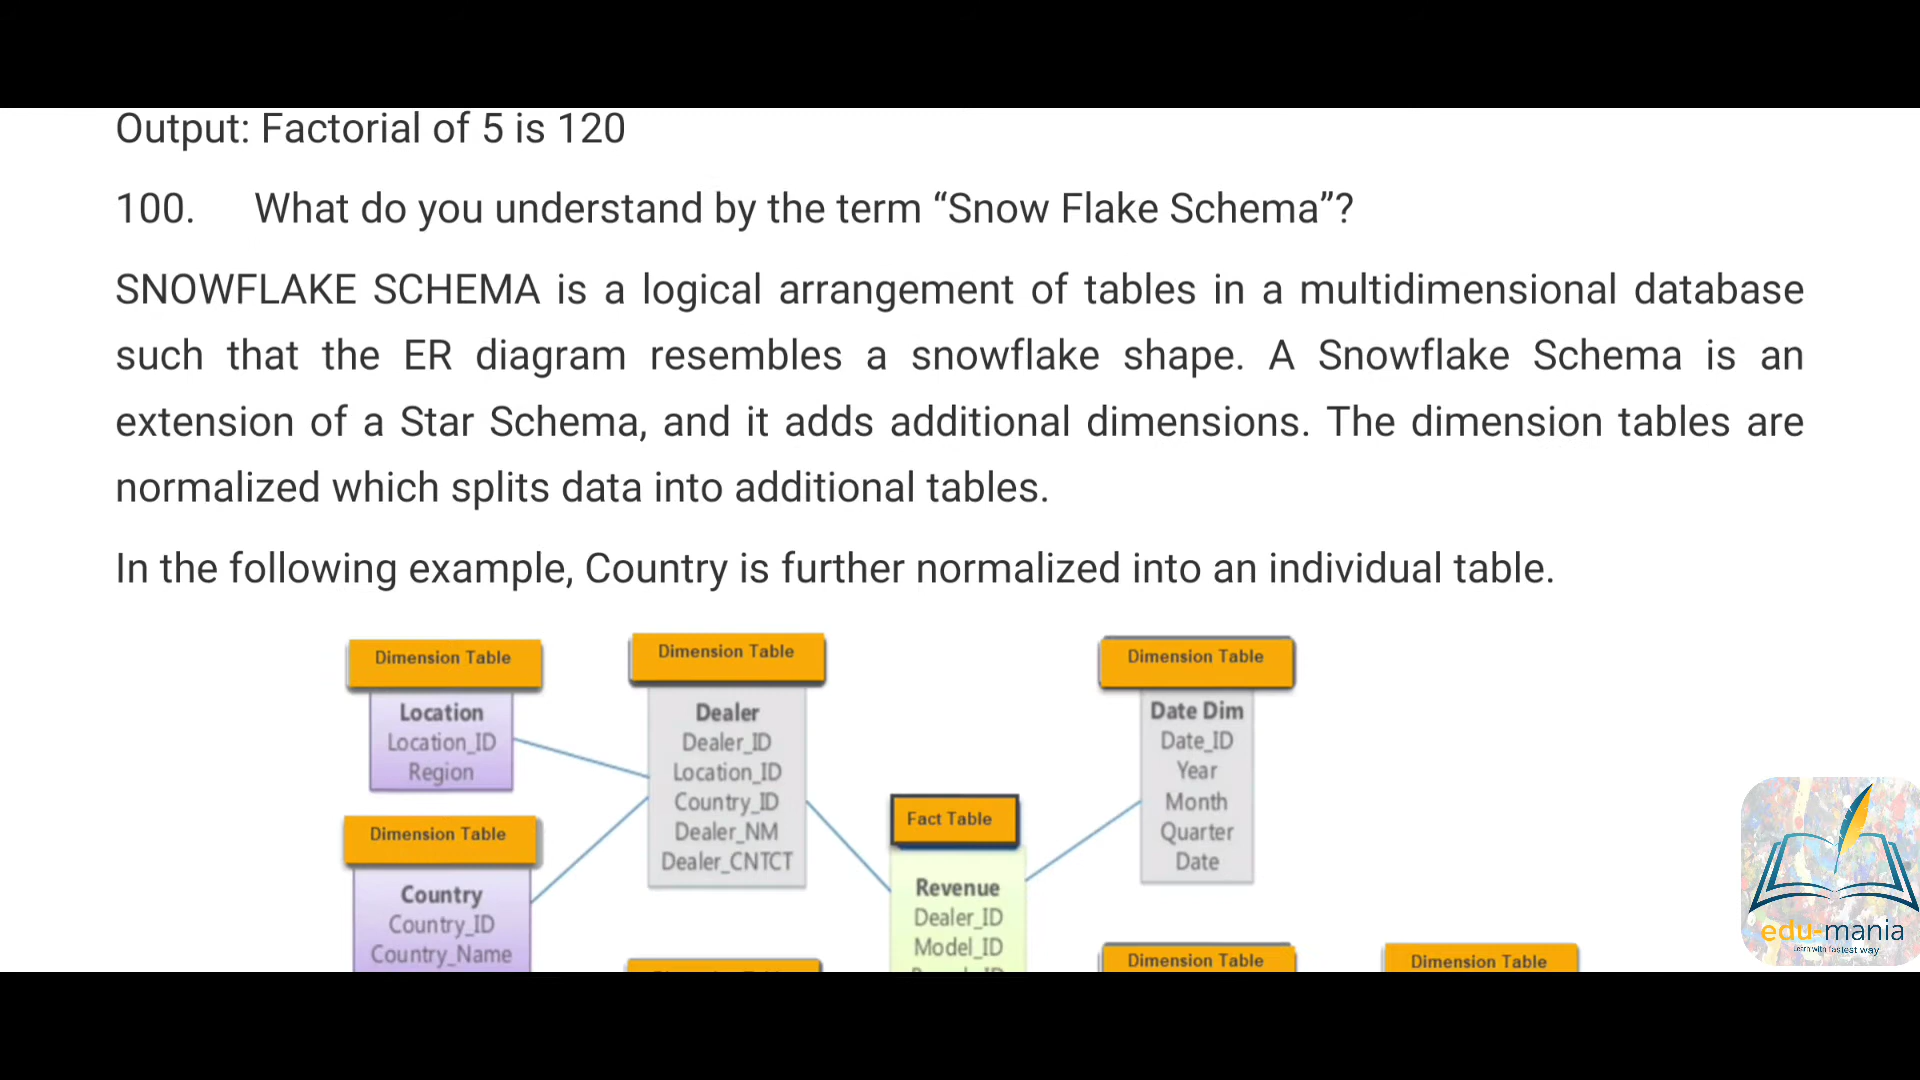 Output: Factorial of 5 is 120
100. What do you understand by the term “Snow Flake Schema”?
SNOWFLAKE SCHEMA is a logical arrangement of tables in a multidimensional database
such that the ER diagram resembles a snowflake shape. A Snowflake Schema is an
extension of a Star Schema, and it adds additional dimensions. The dimension tables are
normalized which splits data into additional tables.
In the following example, Country is further normalized into an individual table.
Dimension Table
Location
Location_ID
Region
Dimension Table
Country
Country_ID
Country_Name
Dimension Table
Dealer
Dealer_ID
Location_ID
Country_ID
Dealer_NM
Dealer_CNTCT
Fact Table
Revenue
Dealer_ID
Model_ID
Dimension Table
Date Dim
Date_ID
Year
Month
Quarter
Date
Dimension Table
Dimension Table
edu-mania
Learn with fastest way